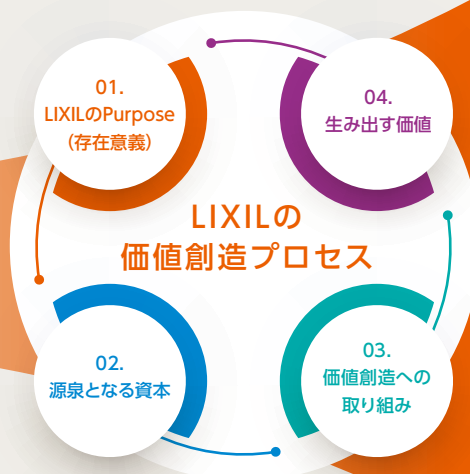 01.
LIXILのPurpose
（存在意義）
04.
生み出す価値
LIXILの
価値創造プロセス
02.
源泉となる資本
03.
価値創造への
取り組み